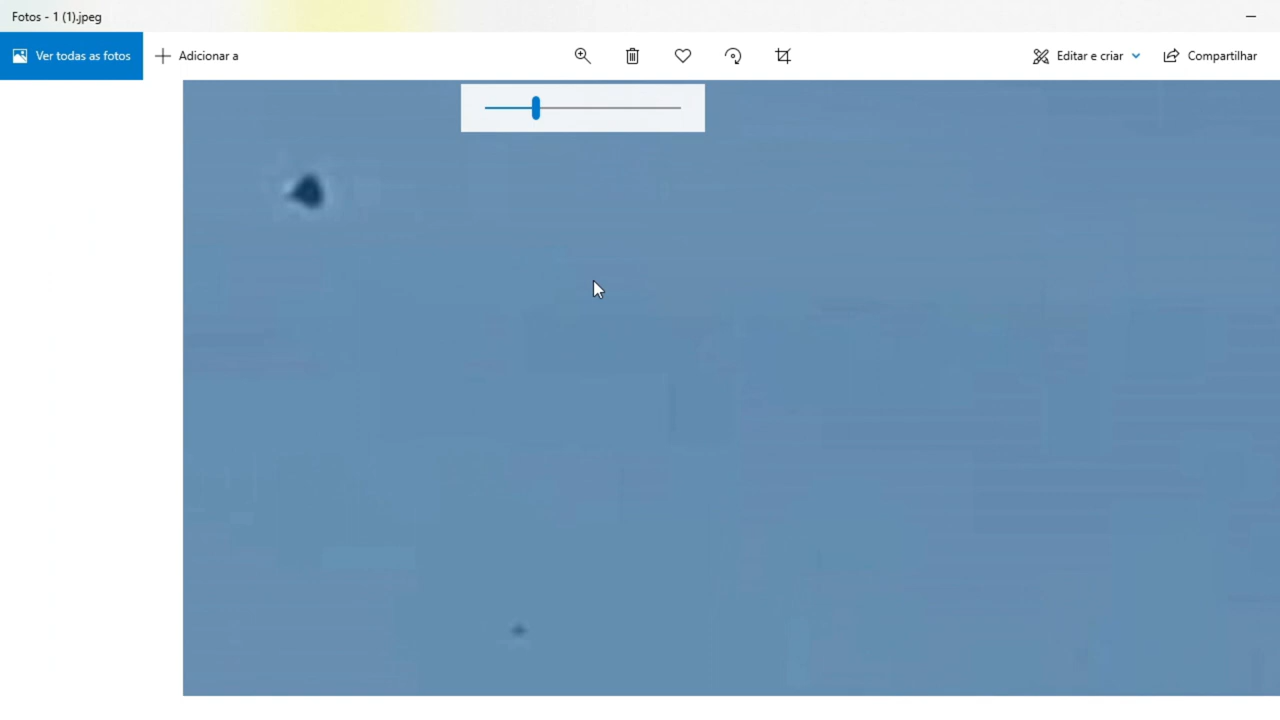 Fotos - 1 (1).jpeg
Ver todas as fotos
Adicionar a
Editar e criar
Compartilhar